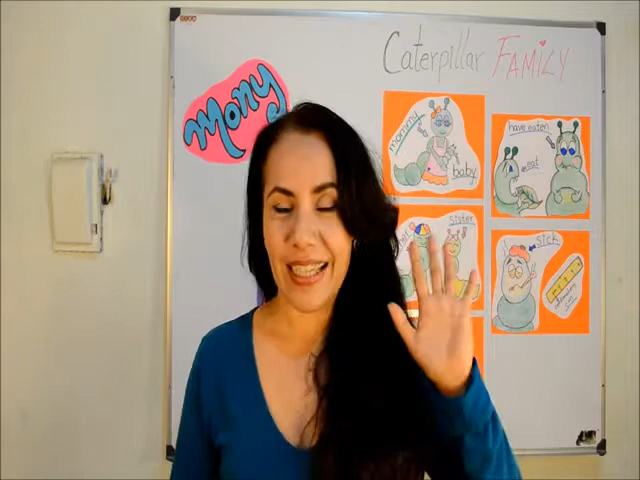 Caterpillar FAMILY
Mony
mommy
baby
have eaten
eat
sister
sick